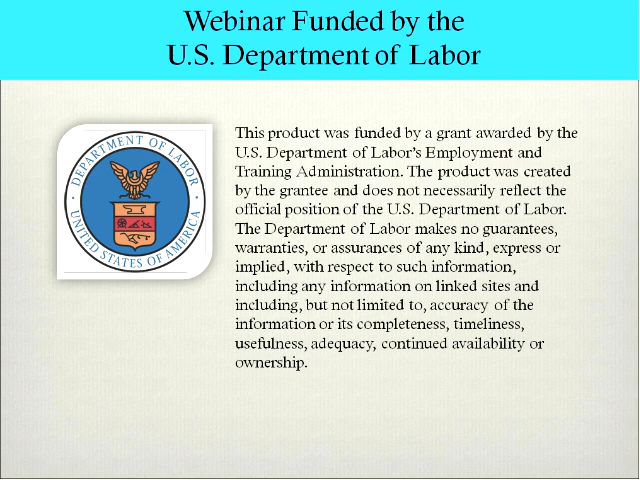 Webinar Funded by the
U.S. Department of Labor
DEPARTMENT OF LABOR
UNITED STATES OF AMERICA
This product was funded by a grant awarded by the
U.S. Department of Labor's Employment and
Training Administration. The product was created
by the grantee and does not necessarily reflect the
official position of the U.S. Department of Labor.
The Department of Labor makes no guarantees,
warranties, or assurances of any kind, express or
implied, with respect to such information,
including any information on linked sites and
including, but not limited to, accuracy of the
information or its completeness, timeliness,
usefulness, adequacy, continued availability or
ownership.